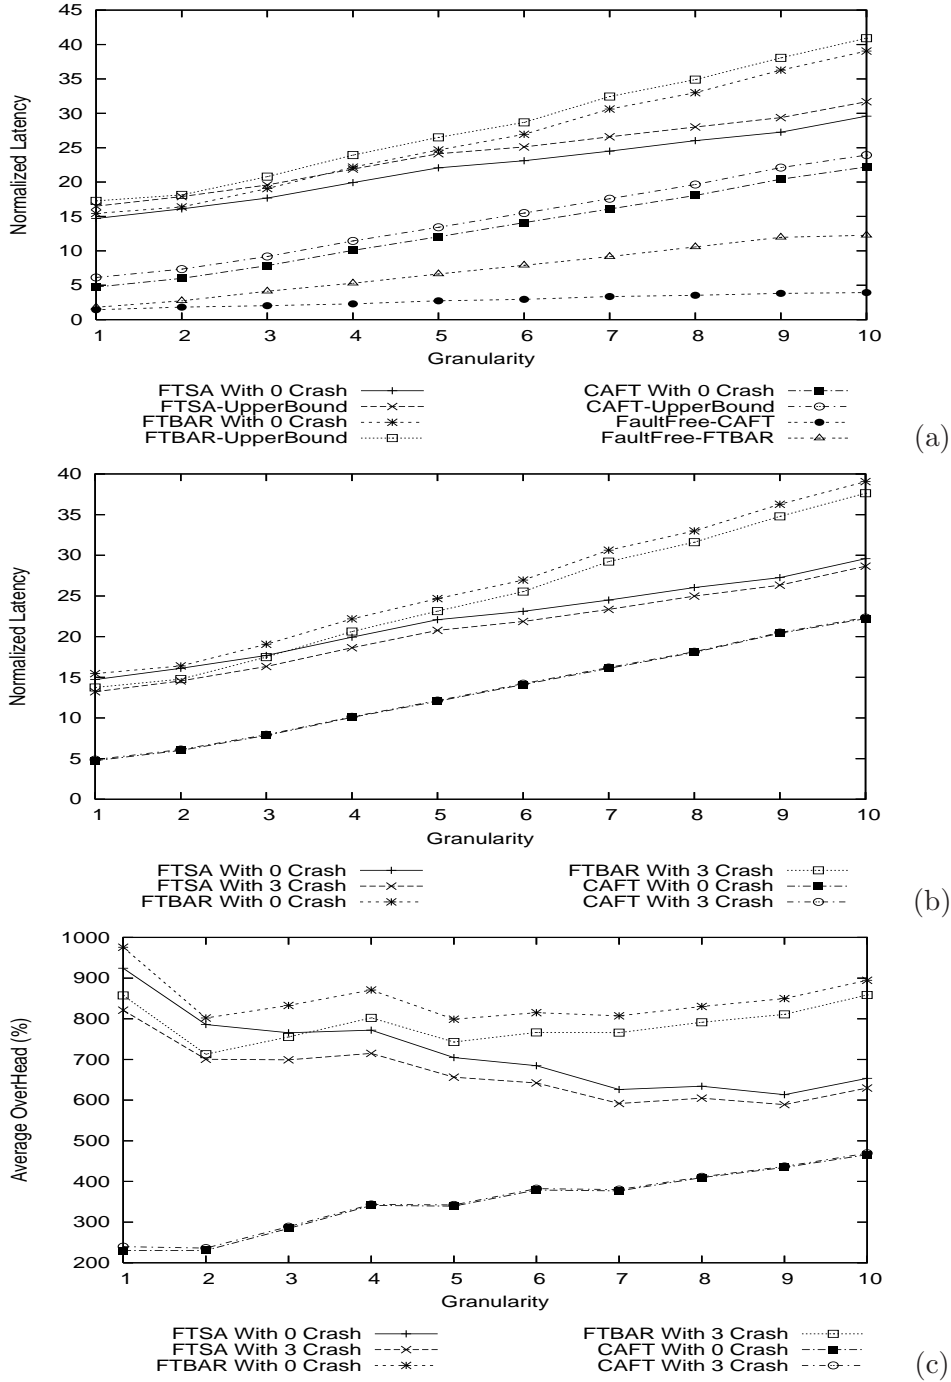 45
40
35
30
25
20
15
10
5
0
Normalized Latency
1 2 3 4 5 6 7 8 9 10
Granularity
FTSA With 0 Crash
FTSA-UpperBound
FTBAR With 0 Crash
FTBAR-UpperBound
CAFT With 0 Crash
CAFT-UpperBound
FaultFree-CAFT
FaultFree-FTBAR
(a)
40
35
30
25
20
15
10
5
0
Normalized Latency
1 2 3 4 5 6 7 8 9 10
Granularity
FTSA With 0 Crash
FTSA With 3 Crash
FTBAR With 0 Crash
FTBAR With 3 Crash
CAFT With 0 Crash
CAFT With 3 Crash
(b)
1000
900
800
700
600
500
400
300
200
Average OverHead (%)
1 2 3 4 5 6 7 8 9 10
Granularity
FTSA With 0 Crash
FTSA With 3 Crash
FTBAR With 0 Crash
FTBAR With 3 Crash
CAFT With 0 Crash
CAFT With 3 Crash
(c)